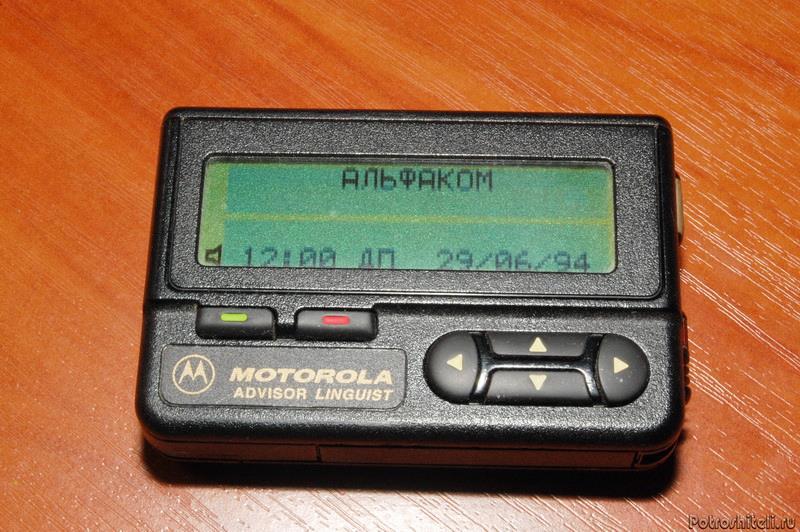 АЛЬФАКОМ
12:00 ДП 29/06/94
MOTOROLA
ADVISOR LINGUIST
Potroshiteli.ru